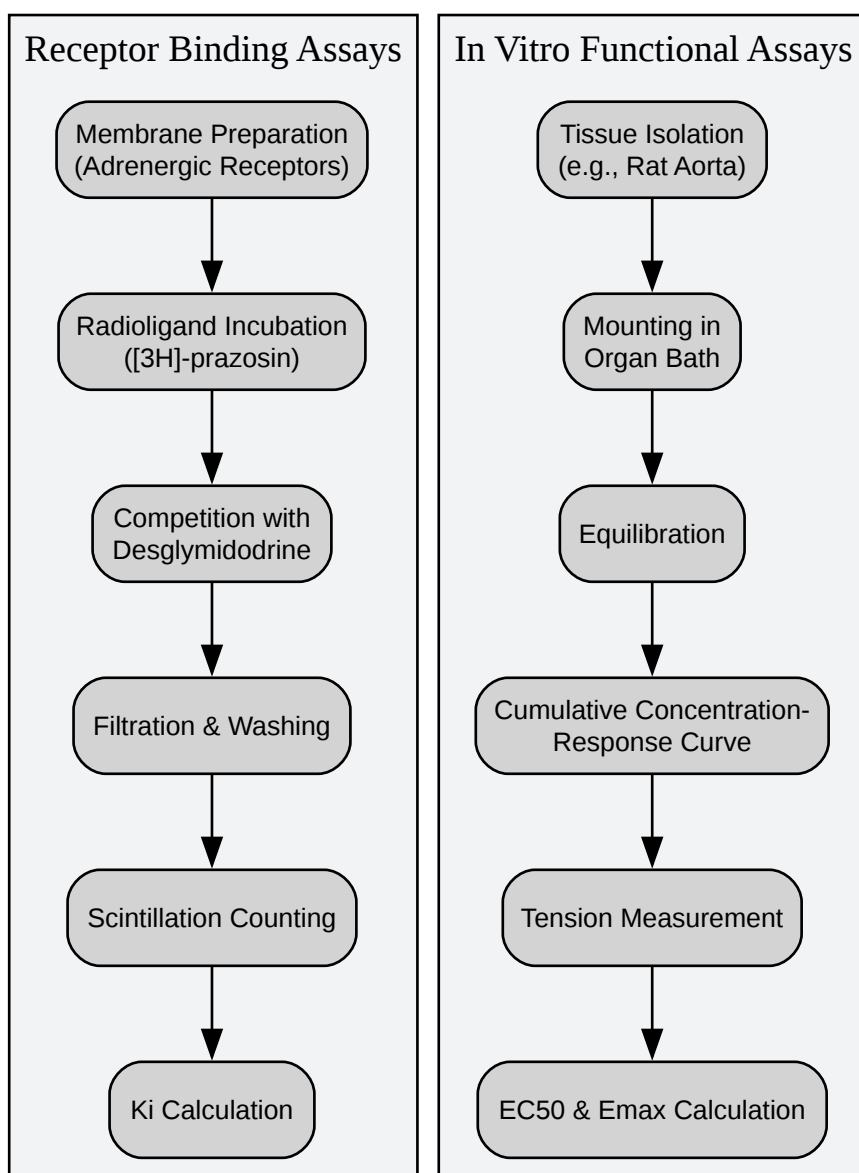 Receptor Binding Assays
Membrane Preparation
(Adrenergic Receptors)
Radioligand Incubation
([3H]-prazosin)
Competition with
Desglymidodrine
Filtration & Washing
Scintillation Counting
Ki Calculation
In Vitro Functional Assays
Tissue Isolation
(e.g., Rat Aorta)
Mounting in
Organ Bath
Equilibration
Cumulative Concentration-
Response Curve
Tension Measurement
EC50 & Emax Calculation